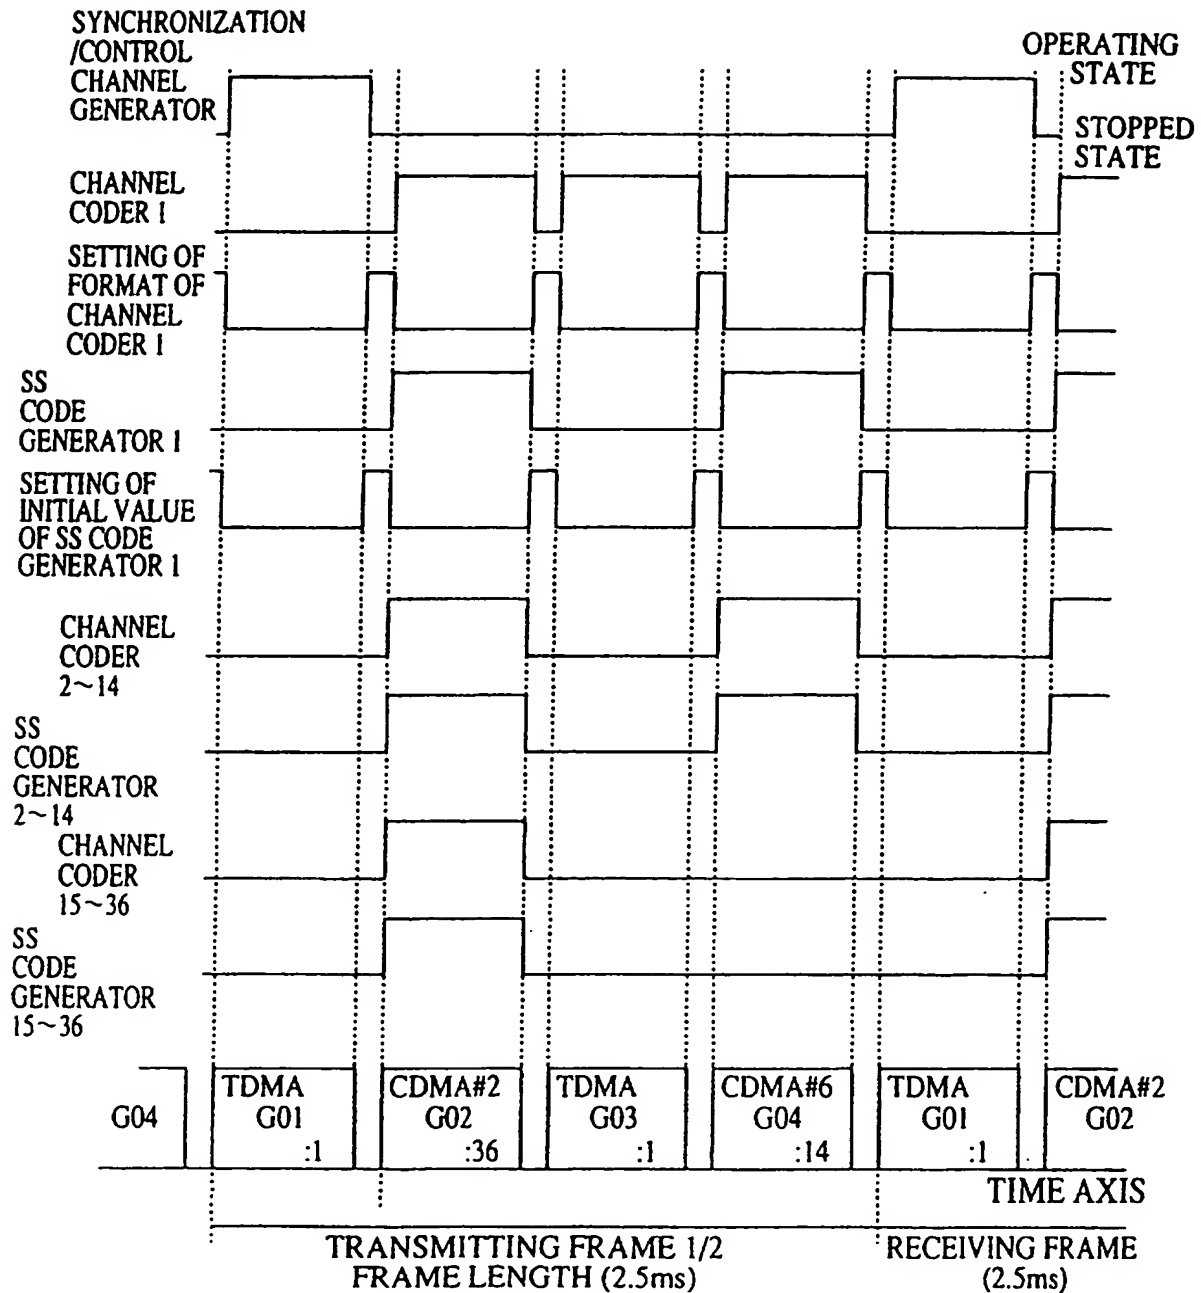 SYNCHRONIZATION
/CONTROL
CHANNEL
GENERATOR
OPERATING
STATE
STOPPED
STATE
CHANNEL
CODER 1
SETTING OF
FORMAT OF
CHANNEL
CODER 1
SS
CODE
GENERATOR 1
SETTING OF
INITIAL VALUE
OF SS CODE
GENERATOR 1
CHANNEL
CODER
2~14
SS
CODE
GENERATOR
2~14
CHANNEL
CODER
15~36
SS
CODE
GENERATOR
15~36
G04
TDMA
G01
:1
CDMA#2
G02
:36
TDMA
G03
:1
CDMA#6
G04
:14
TDMA
G01
:1
CDMA#2
G02
TIME AXIS
TRANSMITTING FRAME 1/2
FRAME LENGTH (2.5ms)
RECEIVING FRAME
(2.5ms)